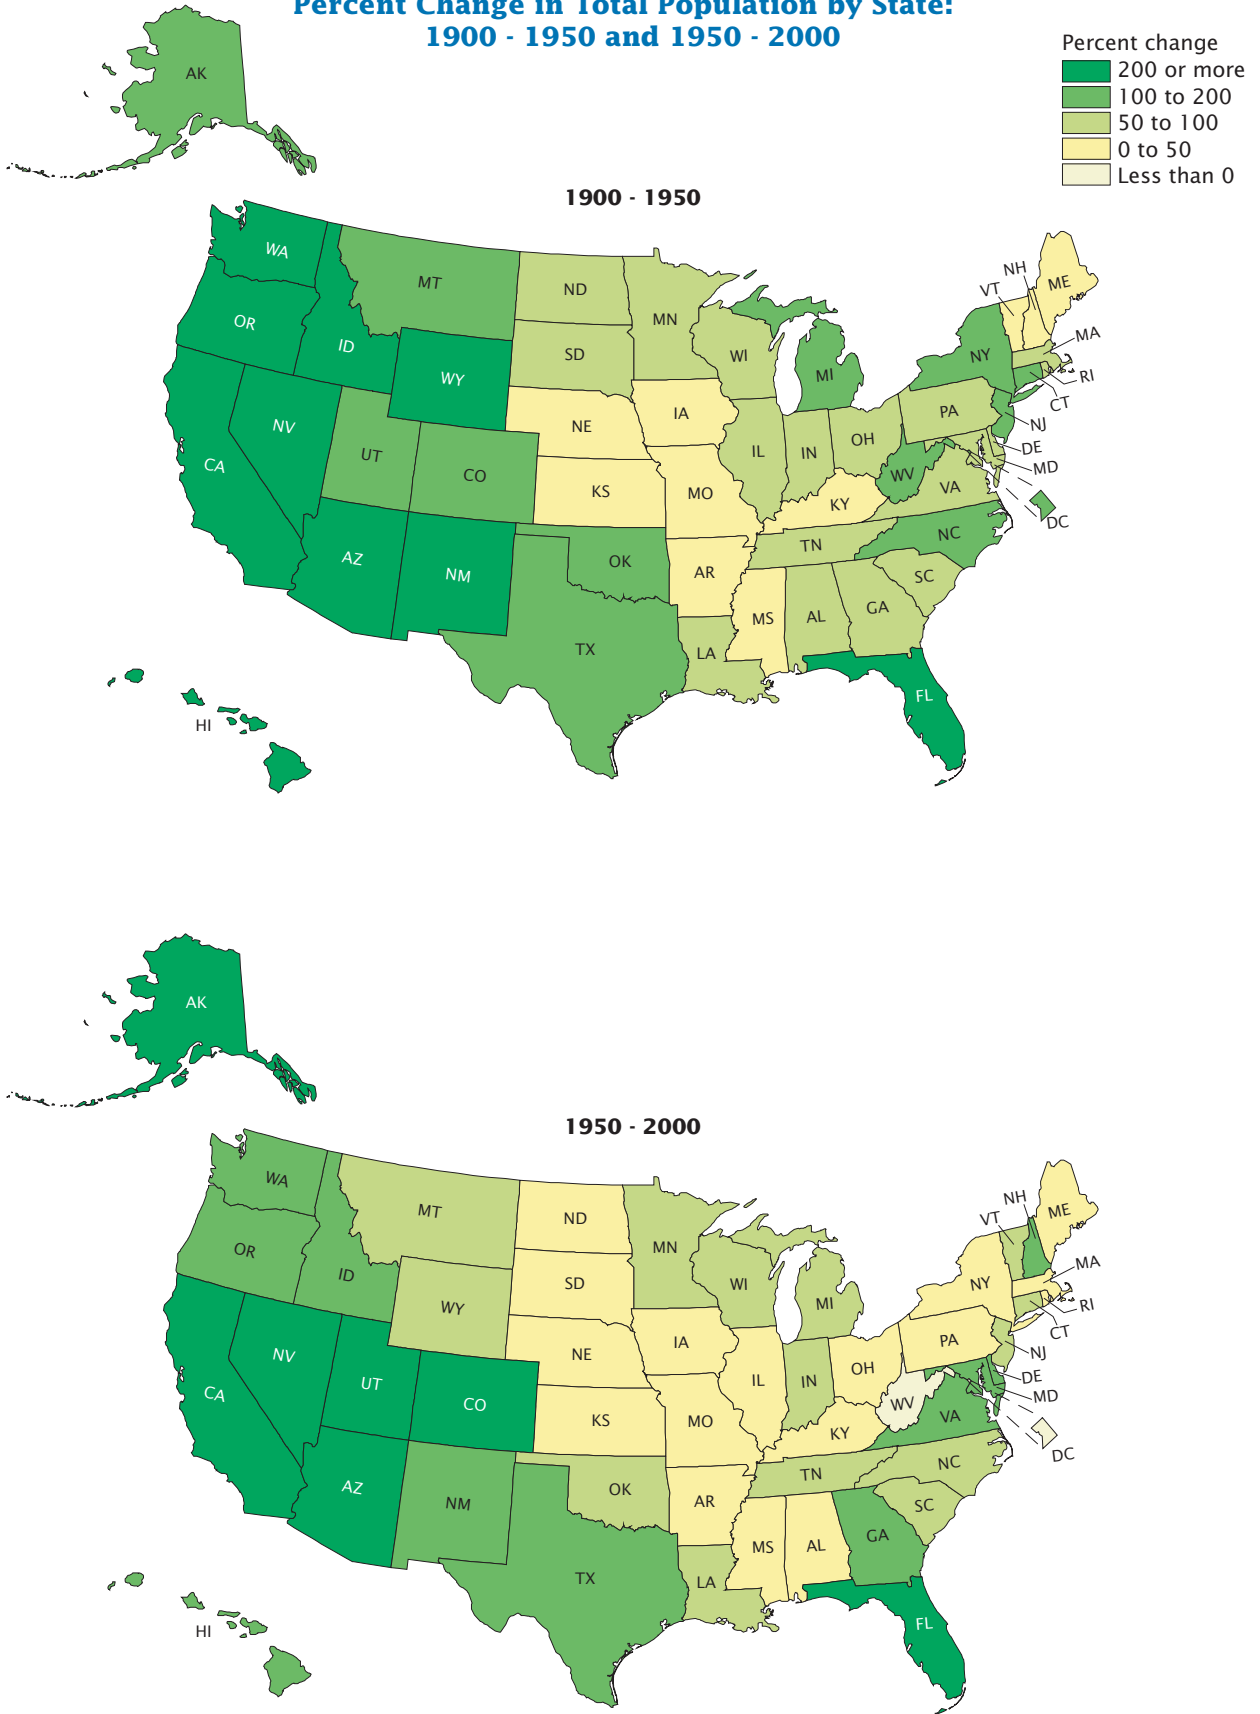 Percent Change in Total Population by State:
1900 - 1950 and 1950 - 2000
Percent change
200 or more
100 to 200
50 to 100
0 to 50
Less than 0
AK
1900 - 1950
WA
MT
ND
MN
NH
VT
ME
OR
ID
WY
SD
WI
MI
NY
MA
RI
CT
NV
UT
CO
NE
IA
IL
IN
OH
PA
NJ
DE
MD
CA
KS
MO
KY
WV
VA
DC
AZ
NM
OK
AR
TN
NC
SC
TX
LA
MS
AL
GA
FL
HI
AK
1950 - 2000
WA
MT
ND
MN
NH
VT
ME
OR
ID
WY
SD
WI
MI
NY
MA
RI
CT
NV
UT
CO
NE
IA
IL
IN
OH
PA
NJ
DE
MD
CA
KS
MO
KY
WV
VA
DC
AZ
NM
OK
AR
TN
NC
SC
TX
LA
MS
AL
GA
FL
HI